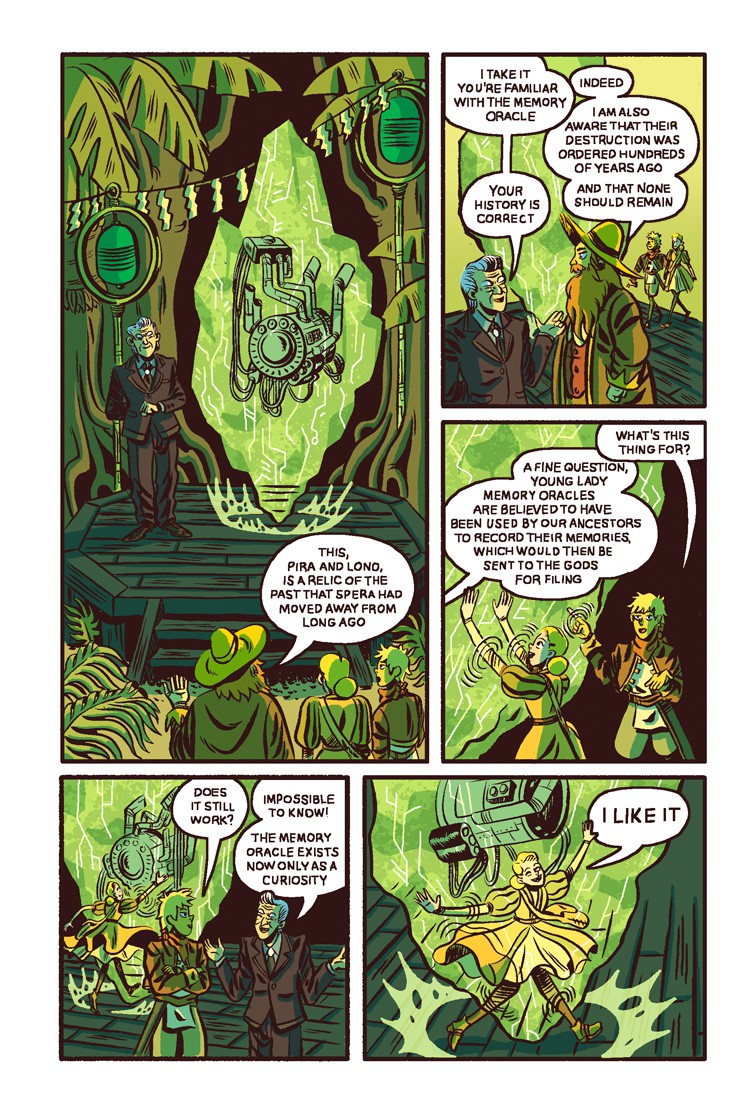 THIS,
PIRA AND LONO,
IS A RELIC OF THE
PAST THAT SPERA HAD
MOVED AWAY FROM
LONG AGO
I TAKE IT
YOU'RE FAMILIAR
WITH THE MEMORY
ORACLE
INDEED
I AM ALSO
AWARE THAT THEIR
DESTRUCTION WAS
ORDERED HUNDREDS
OF YEARS AGO
AND THAT NONE
SHOULD REMAIN
YOUR
HISTORY IS
CORRECT
WHAT'S THIS
THING FOR?
A FINE QUESTION,
YOUNG LADY
MEMORY ORACLES
ARE BELIEVED TO HAVE
BEEN USED BY OUR ANCESTORS
TO RECORD THEIR MEMORIES,
WHICH WOULD THEN BE
SENT TO THE GODS
FOR FILING
DOES
IT STILL
WORK?
IMPOSSIBLE
TO KNOW!
THE MEMORY
ORACLE EXISTS
NOW ONLY AS A
CURIOSITY
I LIKE IT